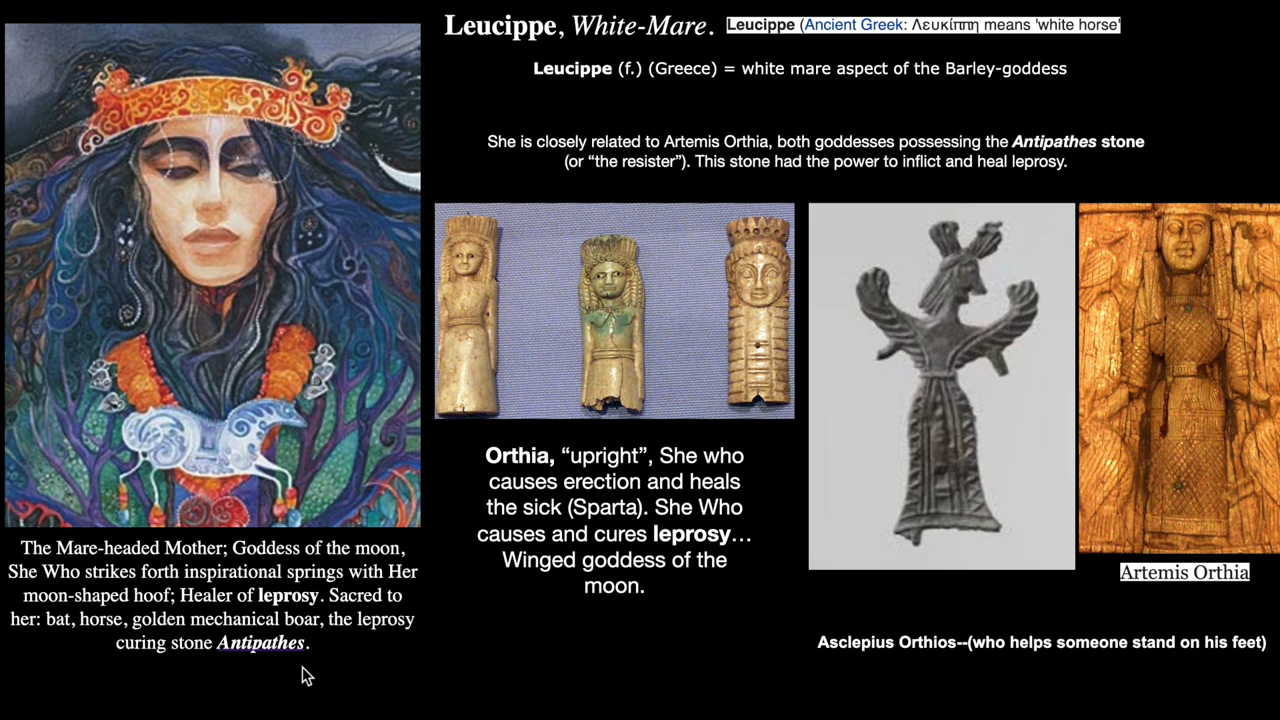 Leucippe, White-Mare.
Leucippe (Ancient Greek: Λευκίππη means 'white horse'
Leucippe (f.) (Greece) = white mare aspect of the Barley-goddess
She is closely related to Artemis Orthia, both goddesses possessing the Antipathes stone
(or “the resister”). This stone had the power to inflict and heal leprosy.
Orthia, “upright”, She who
causes erection and heals
the sick (Sparta). She Who
causes and cures leprosy…
Winged goddess of the
moon.
The Mare-headed Mother; Goddess of the moon,
She Who strikes forth inspirational springs with Her
moon-shaped hoof; Healer of leprosy. Sacred to
her: bat, horse, golden mechanical boar, the leprosy
curing stone Antipathes.
Artemis Orthia
Asclepius Orthios--(who helps someone stand on his feet)